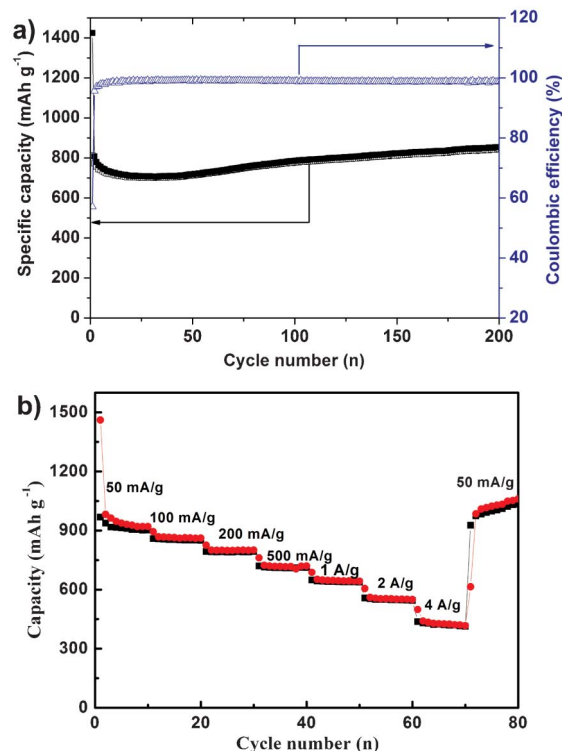 a)
Specific capacity (mAh g-1)
1400
1200
1000
800
600
400
200
0
0 50 100 150 200
Cycle number (n)
120
100
80
60
40
20
Coulombic efficiency (%)
b)
Capacity (mAh g-1)
1500
1200
900
600
300
0
50 mA/g
100 mA/g
200 mA/g
500 mA/g
1 A/g
2 A/g
4 A/g
50 mA/g
0 20 40 60 80
Cycle number (n)